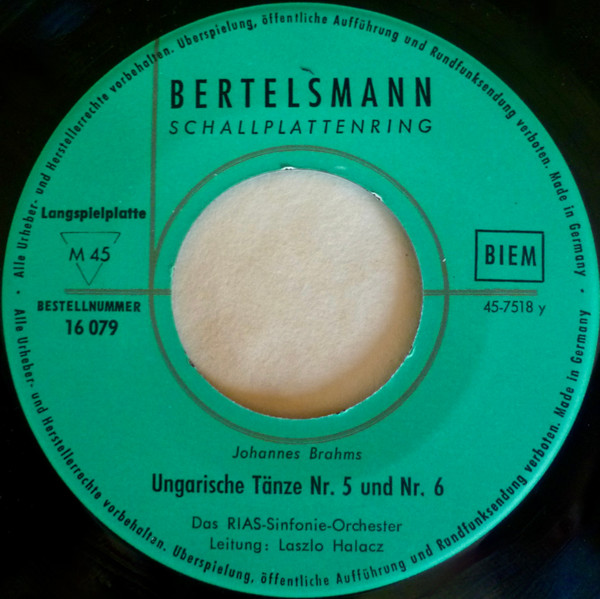 · Alle Urheber- und Herstellerrechte vorbehalten. Überspielung, öffentliche Aufführung und Rundfunksendung verboten. Made in Germany ·
BERTELSMANN
SCHALLPLATTENRING
Langspielplatte
M 45
BIEM
BESTELLNUMMER
16 079
45-7518 y
Johannes Brahms
Ungarische Tänze Nr. 5 und Nr. 6
Das RIAS-Sinfonie-Orchester
Leitung: Laszlo Halacz
Alle Urheber- und Herstellerrechte vorbehalten. Überspielung, öffentliche Aufführung und Rundfunksendung verboten. Made in Germany